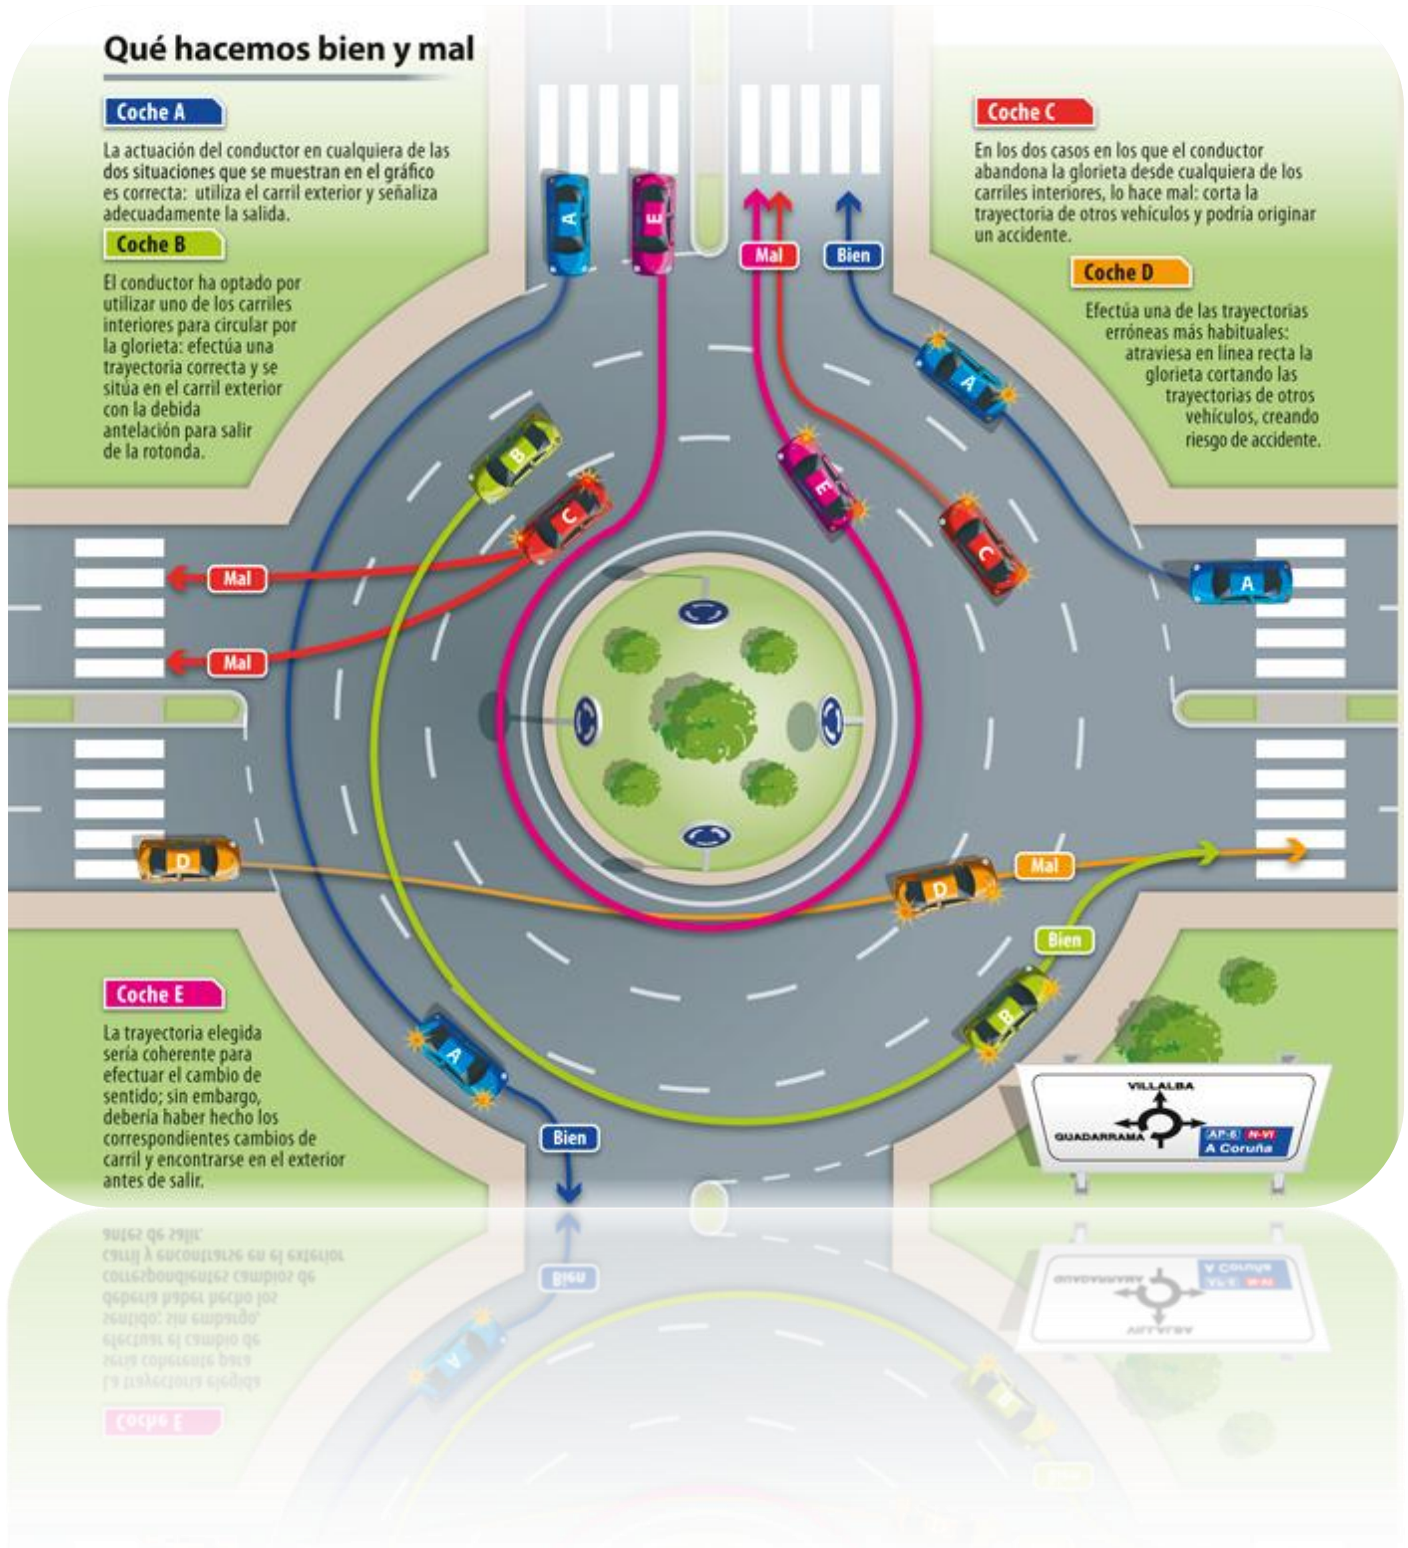 Qué hacemos bien y mal
Coche A
La actuación del conductor en cualquiera de las
dos situaciones que se muestran en el gráfico
es correcta: utiliza el carril exterior y señaliza
adecuadamente la salida.
Coche B
El conductor ha optado por
utilizar uno de los carriles
interiores para circular por
la glorieta: efectúa una
trayectoria correcta y se
sitúa en el carril exterior
con la debida
antelación para salir
de la rotonda.
Coche C
En los dos casos en los que el conductor
abandona la glorieta desde cualquiera de los
carriles interiores, lo hace mal: corta la
trayectoria de otros vehículos y podría originar
un accidente.
Coche D
Efectúa una de las trayectorias
erróneas más habituales:
atraviesa en línea recta la
glorieta cortando las
trayectorias de otros
vehículos, creando
riesgo de accidente.
A
E
Mal
Bien
A
B
C
E
C
A
Mal
Mal
D
D
Mal
Bien
B
A
Bien
Coche E
La trayectoria elegida
sería coherente para
efectuar el cambio de
sentido; sin embargo,
debería haber hecho los
correspondientes cambios de
carril y encontrarse en el exterior
antes de salir.
VILLALBA
GUADARRAMA
AP-6 N-VI
A Coruña